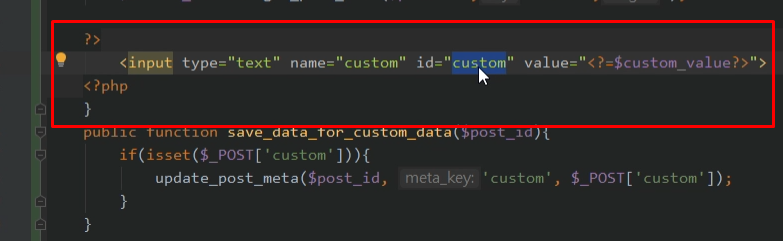 ?>
<input type="text" name="custom" id="custom" value="<?=$custom_value?>">
<?php
}
public function save_data_for_custom_data($post_id){
if(isset($_POST['custom'])){
update_post_meta($post_id, meta_key: 'custom', $_POST['custom']);
}
}